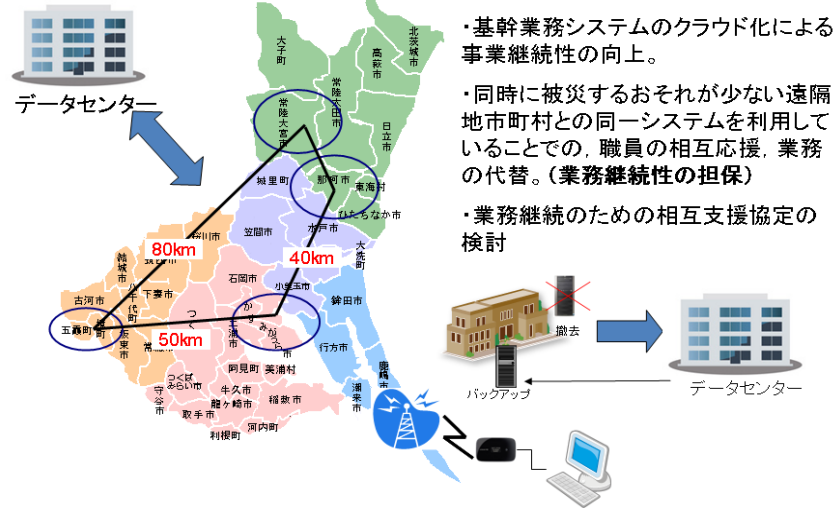 ・基幹業務システムのクラウド化による
事業継続性の向上。
・同時に被災するおそれが少ない遠隔
地市町村との同一システムを利用して
いることでの, 職員の相互応援, 業務
の代替。(業務継続性の担保)
・業務継続のための相互支援協定の
検討
データセンター
北茨城市
大子町
高萩市
常陸太田市
常陸大宮市
日立市
城里町
那珂市
東海村
ひたちなか市
笠間市
水戸市
大洗町
桜川市
80km
40km
結城市
石岡市
小美玉市
鉾田市
古河市
八千代町
下妻市
つく
かすみがうら市
五霞町
坂東市
50km
行方市
阿見町
美浦村
つくば
みらい市
守谷市
牛久市
龍ヶ崎市
稲敷市
取手市
河内町
利根町
潮来市
撤去
バックアップ
データセンター